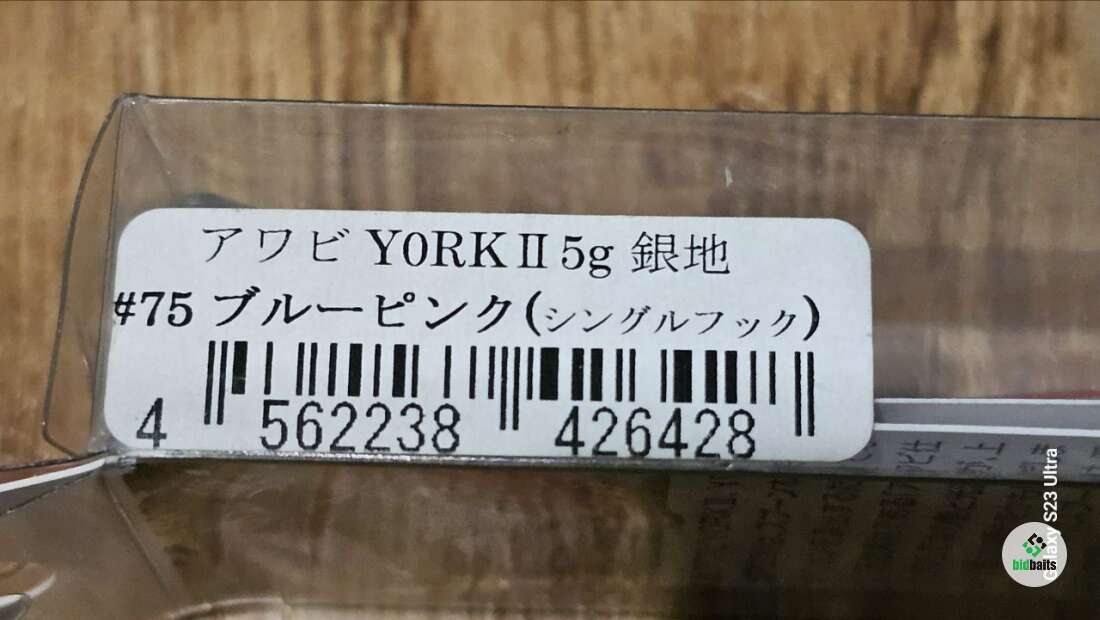 アワビ YORKⅡ5g 銀地
#75 ブルーピンク(シングルフック)
4 562238 426428
Galaxy S23 Ultra
bidbaits